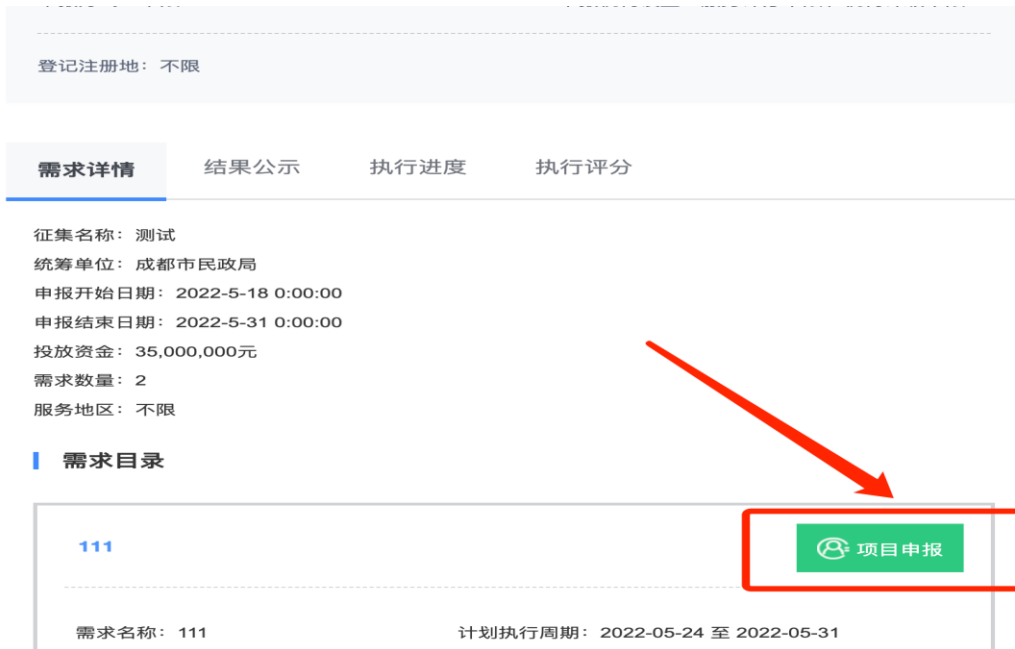 登记注册地：不限
需求详情 结果公示 执行进度 执行评分
征集名称：测试
统筹单位：成都市民政局
申报开始日期：2022-5-18 0:00:00
申报结束日期：2022-5-31 0:00:00
投放资金：35,000,000元
需求数量：2
服务地区：不限
需求目录
111 项目申报
需求名称：111 计划执行周期：2022-05-24 至 2022-05-31